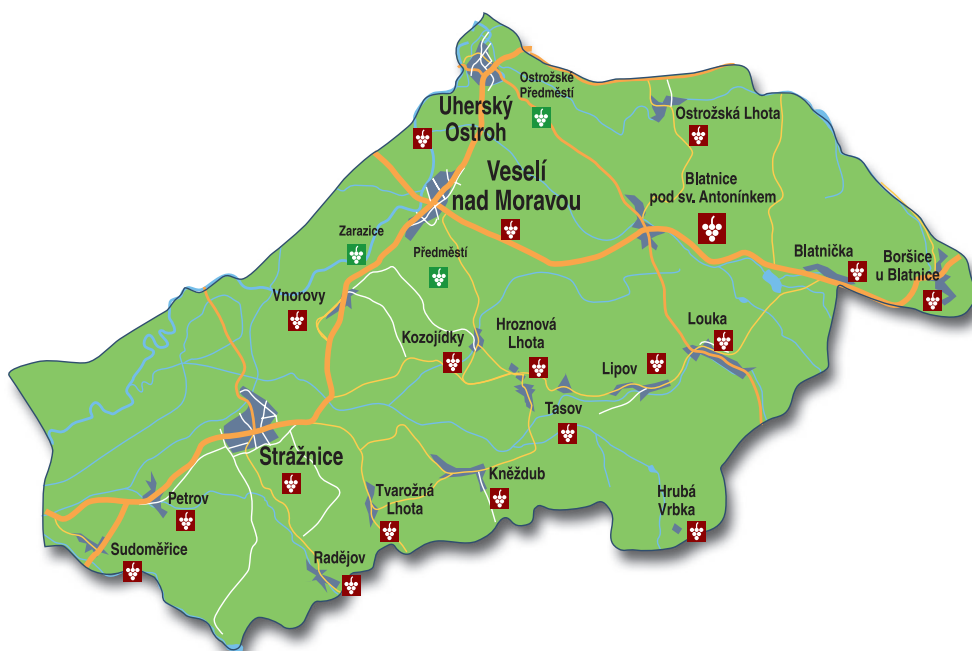 Ostrožské
Předměstí
Uherský
Ostroh
Ostrožská Lhota
Veselí
nad Moravou
Blatnice
pod sv. Antonínkem
Zarazice
Předměstí
Blatnička
Boršice
u Blatnice
Vnorovy
Kozojídky
Hroznová
Lhota
Louka
Lipov
Tasov
Strážnice
Kněždub
Petrov
Tvarožná
Lhota
Hrubá
Vrbka
Sudoměřice
Radějov